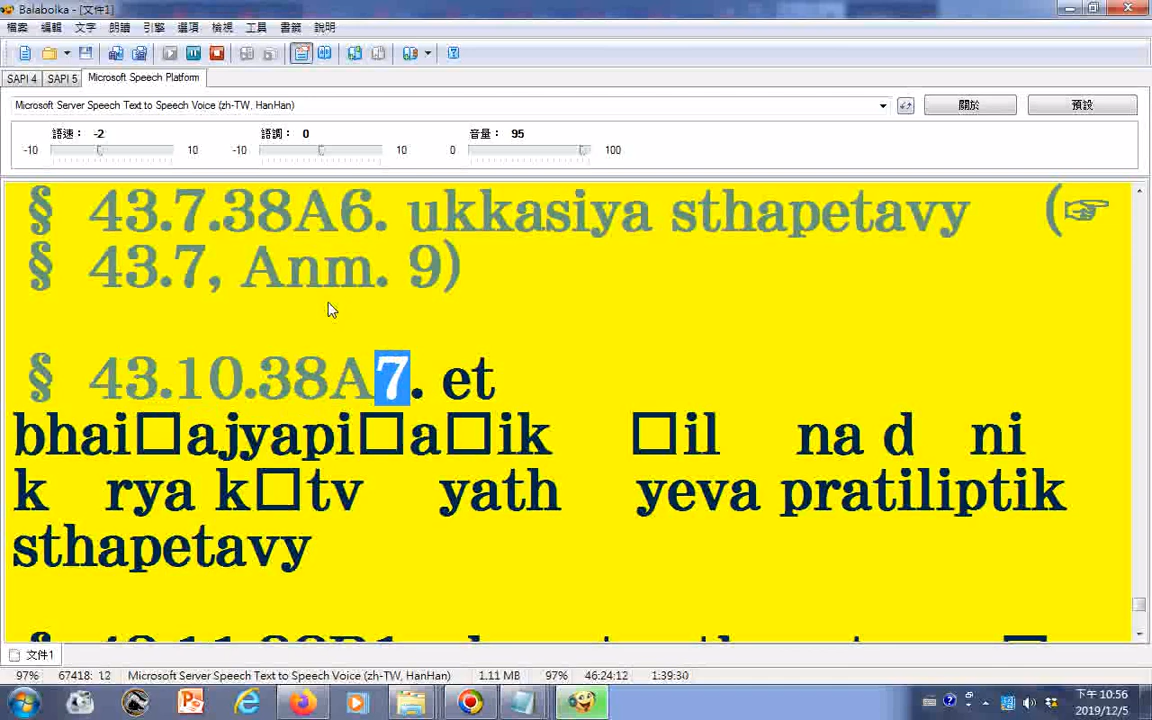 Balabolka - [文件1]
檔案 編輯 文字 朗讀 引擎 選項 檢視 工具 書籤 說明
SAPI 4 SAPI 5 Microsoft Speech Platform
Microsoft Server Speech Text to Speech Voice (zh-TW, HanHan) 關於 預設
語速： -2 語調： 0 音量： 95
-10 10 -10 10 0 100
§ 43.7.38A6. ukkasiya sthapetavy (☞
§ 43.7, Anm. 9)
§ 43.10.38A7. et
bhai□ajyapi□a□ik □il na d ni
k rya k□tv yath yeva pratiliptik
sthapetavy
文件1
97% 67418: 12 Microsoft Server Speech Text to Speech Voice (zh-TW, HanHan) 1.11 MB 97% 46:24:12 1:39:30
下午 10:56
2019/12/5